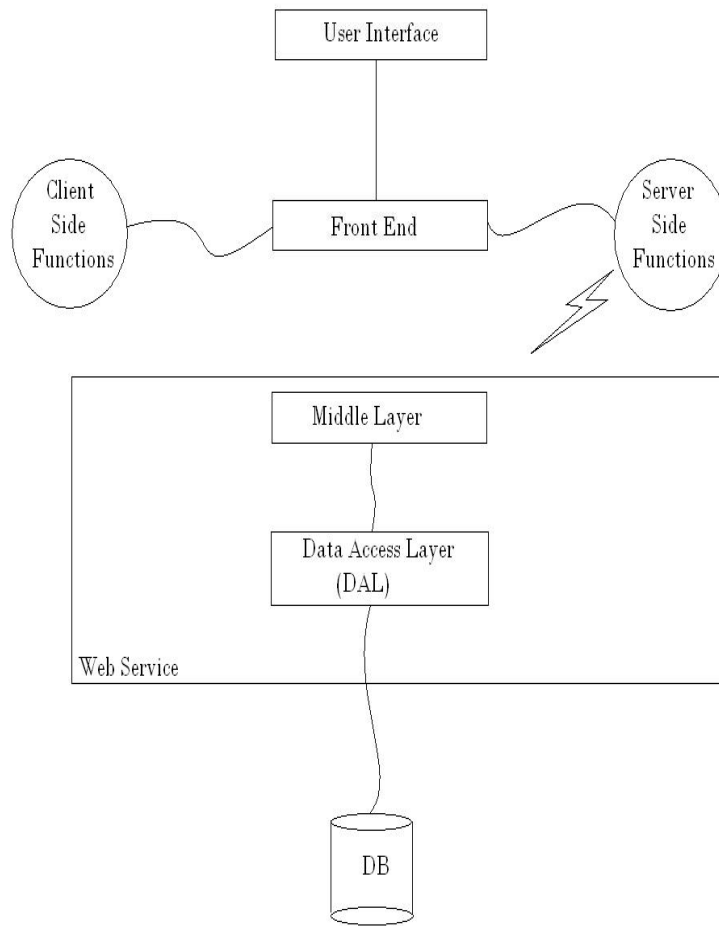 User Interface
Client
Side
Functions
Front End
Server
Side
Functions
Middle Layer
Data Access Layer
(DAL)
Web Service
DB